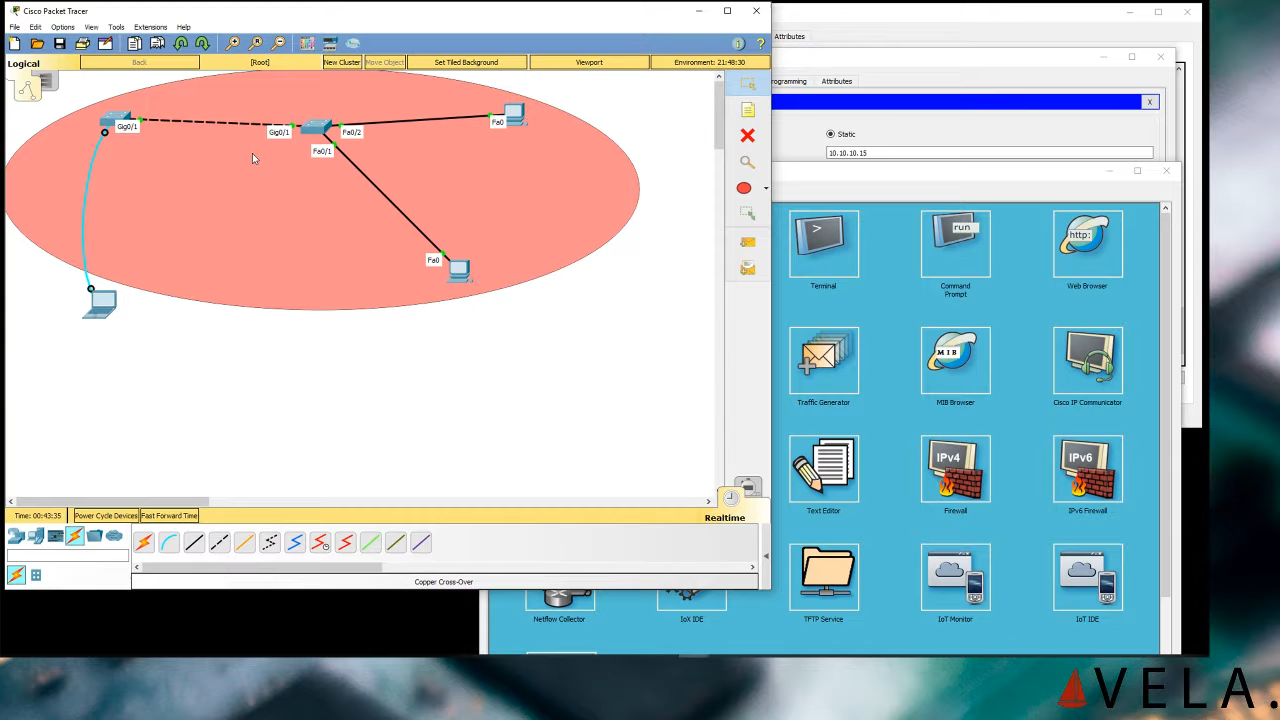 Cisco Packet Tracer
File Edit Options View Tools Extensions Help
Logical
Back
[Root]
New Cluster
Move Object
Set Tiled Background
Viewport
Environment: 21:48:30
Gig0/1
Gig0/1
Fa0/2
Fa0
Fa0/1
Fa0
Time: 00:43:35
Power Cycle Devices
Fast Forward Time
Realtime
Copper Cross-Over
Attributes
Attributes
X
Static
10.10.10.15
Terminal
run
Command
Prompt
http:
Web Browser
Traffic Generator
MIB
MIB Browser
Cisco IP Communicator
Text Editor
IPv4
Firewall
IPv6
IPv6 Firewall
Netflow Collector
IoX IDE
TFTP Service
IoT Monitor
IoT IDE
VELA.